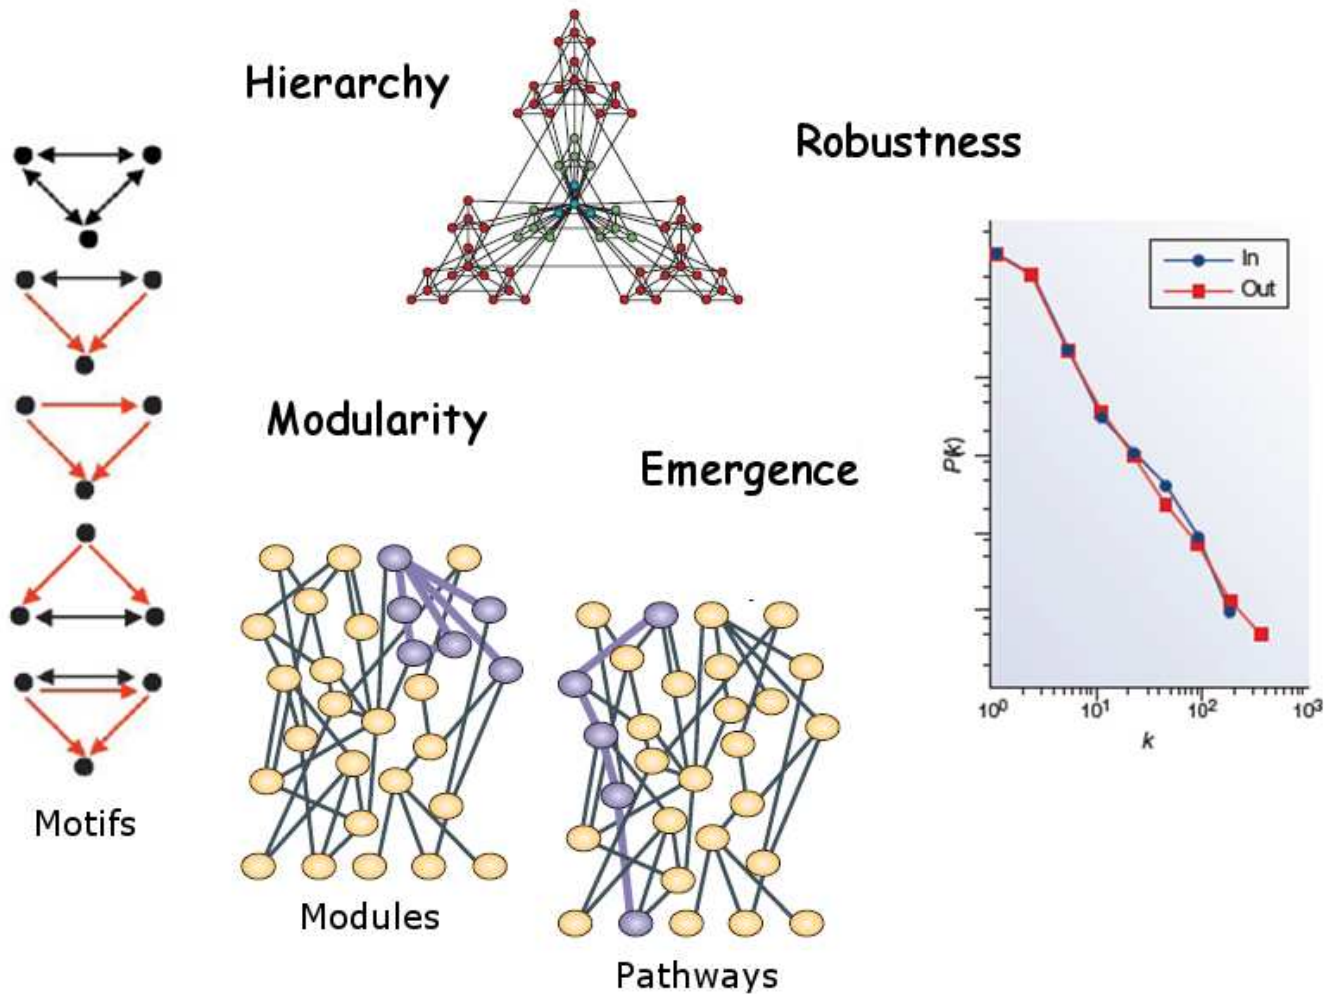 Hierarchy
Robustness
In
Out
Modularity
Emergence
P(k)
10⁰
10¹
10²
10³
k
Motifs
Modules
Pathways